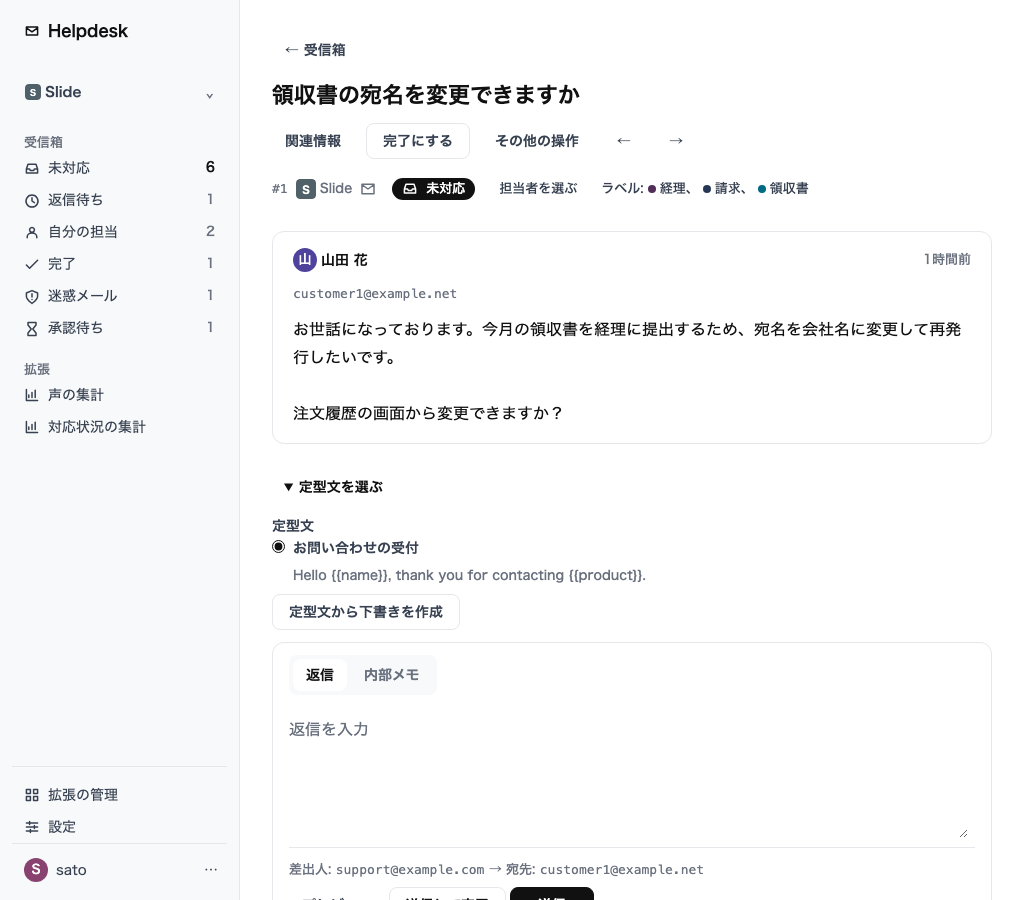 Helpdesk
S Slide
受信箱
未対応 6
返信待ち 1
自分の担当 2
完了 1
迷惑メール 1
承認待ち 1
拡張
声の集計
対応状況の集計
拡張の管理
設定
S sato ...
← 受信箱
領収書の宛名を変更できますか
関連情報 完了にする その他の操作 ← →
#1 S Slide 未対応 担当者を選ぶ ラベル: 経理、 請求、 領収書
山 山田 花 1時間前
customer1@example.net
お世話になっております。今月の領収書を経理に提出するため、宛名を会社名に変更して再発
行したいです。
注文履歴の画面から変更できますか？
▼ 定型文を選ぶ
定型文
お問い合わせの受付
Hello {{name}}, thank you for contacting {{product}}.
定型文から下書きを作成
返信 内部メモ
返信を入力
差出人: support@example.com → 宛先: customer1@example.net